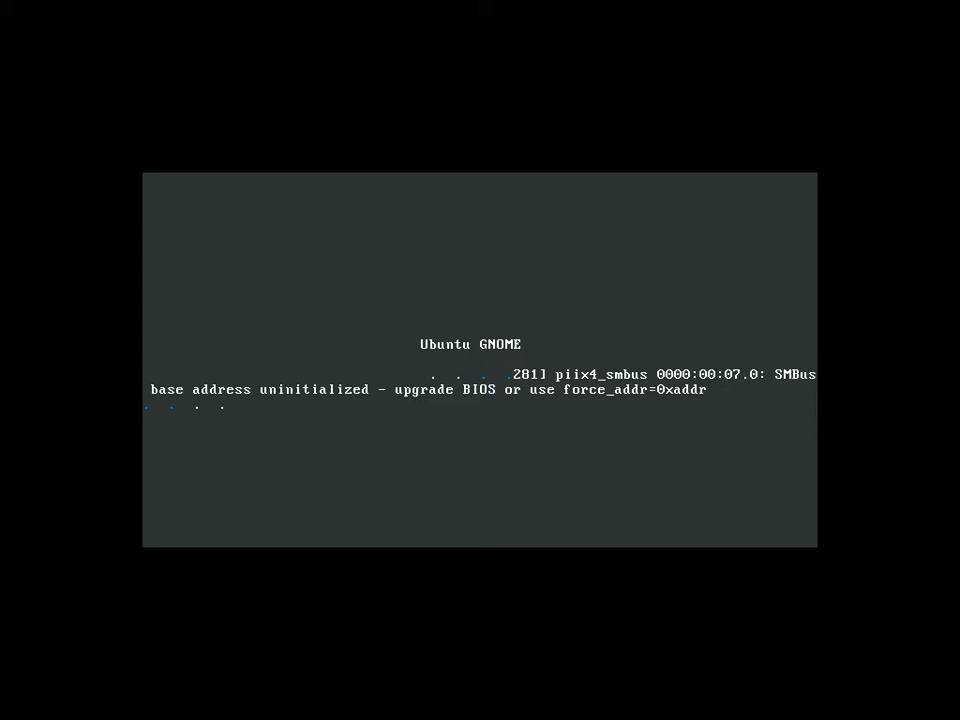 Ubuntu GNOME
. . . .281] piix4_smbus 0000:00:07.0: SMBus
base address uninitialized - upgrade BIOS or use force_addr=0xaddr
. . . .